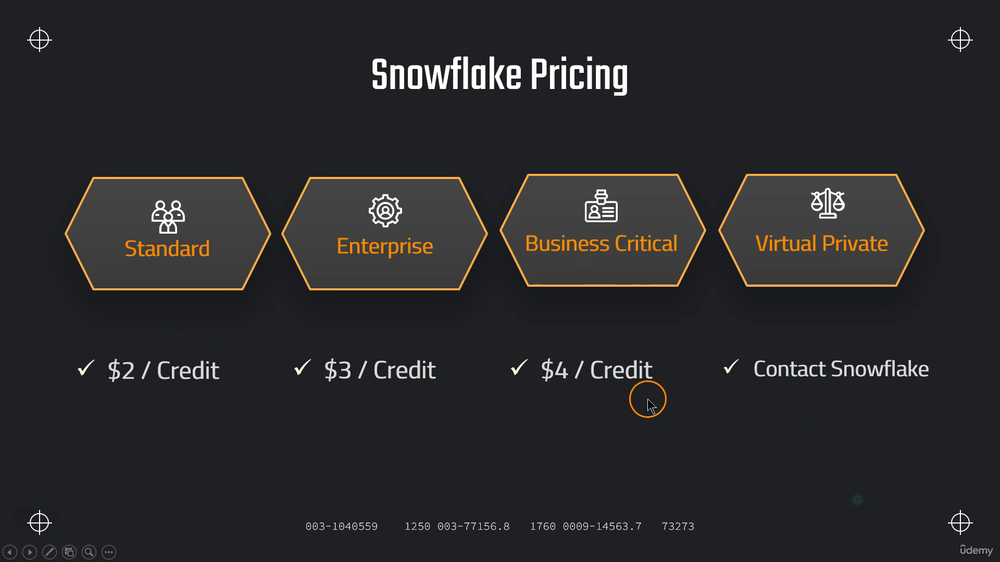 Snowflake Pricing
Standard
Enterprise
Business Critical
Virtual Private
$2 / Credit
$3 / Credit
$4 / Credit
Contact Snowflake
003-1040559 1250 003-77156.8 1760 0009-14563.7 73273
udemy